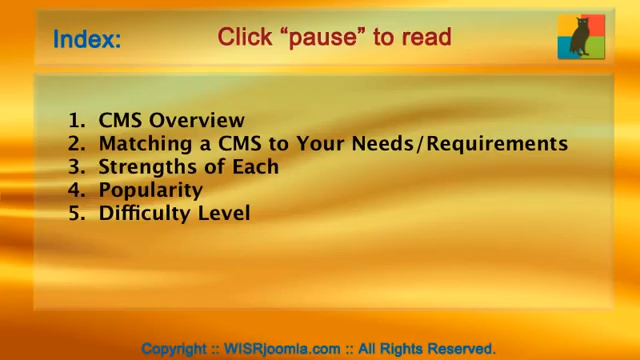 Index:
Click “pause” to read
1. CMS Overview
2. Matching a CMS to Your Needs/Requirements
3. Strengths of Each
4. Popularity
5. Difficulty Level
Copyright :: WISRjoomla.com :: All Rights Reserved.